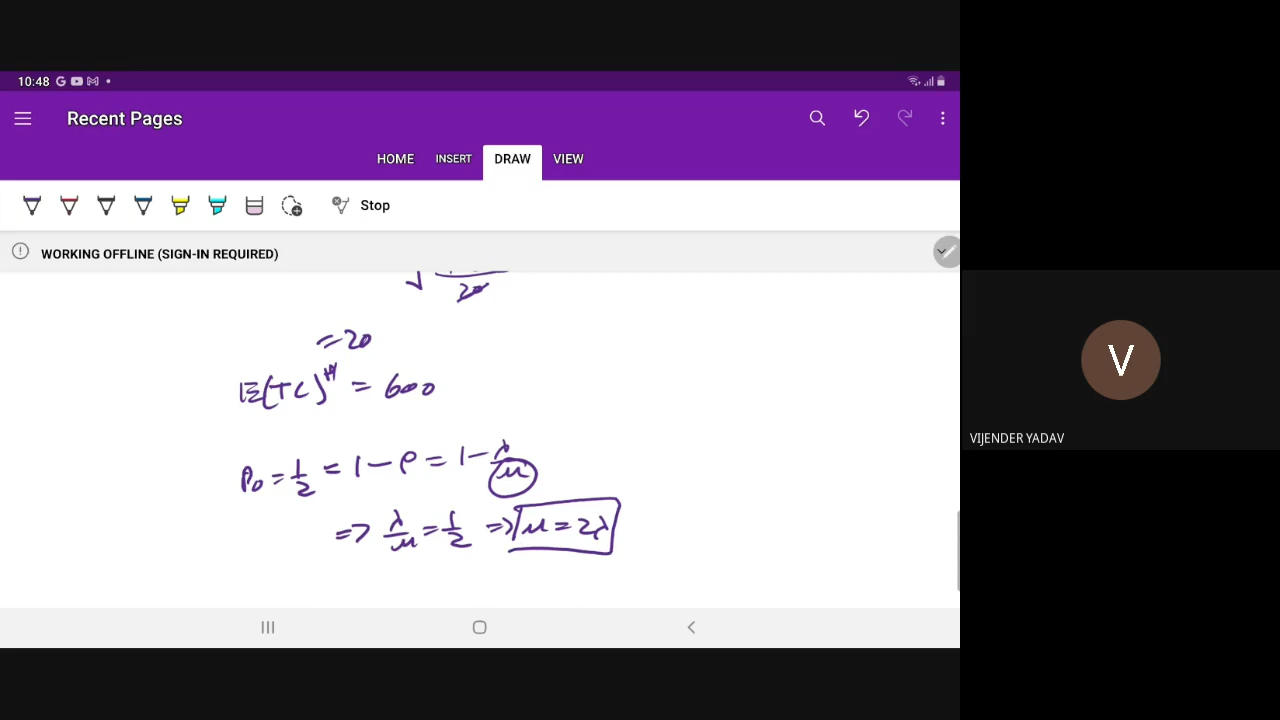 10:48
Recent Pages
HOME INSERT DRAW VIEW
Stop
WORKING OFFLINE (SIGN-IN REQUIRED)
20
= 20
E(TC)* = 600
P₀ = 1/2 = 1 - ρ = 1 - λ/μ
=> λ/μ = 1/2 => μ = 2λ
V
VIJENDER YADAV